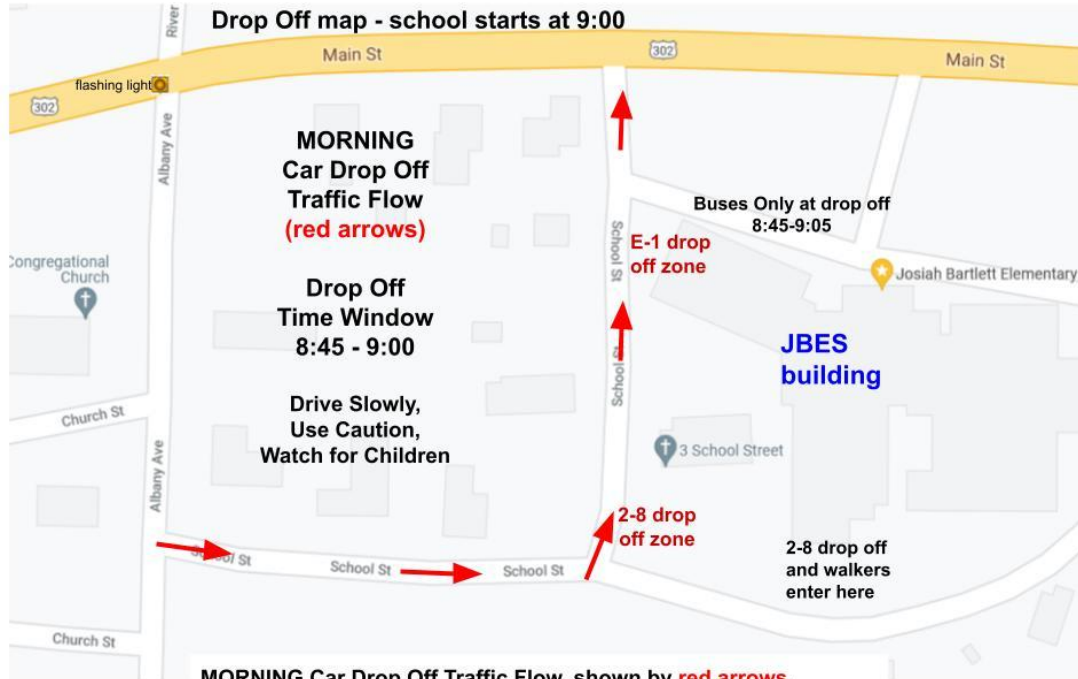 Drop Off map - school starts at 9:00
River
Main St
302
Main St
flashing light
302
Albany Ave
MORNING
Car Drop Off
Traffic Flow
(red arrows)
Buses Only at drop off
8:45-9:05
School St
E-1 drop
off zone
Congregational
Church
Josiah Bartlett Elementary
Drop Off
Time Window
8:45 - 9:00
JBES
building
School St
Drive Slowly,
Use Caution,
Watch for Children
Church St
3 School Street
Albany Ave
2-8 drop
off zone
School St
School St
School St
2-8 drop off
and walkers
enter here
Church St
MORNING Car Drop Off Traffic Flow, shown by red arrows